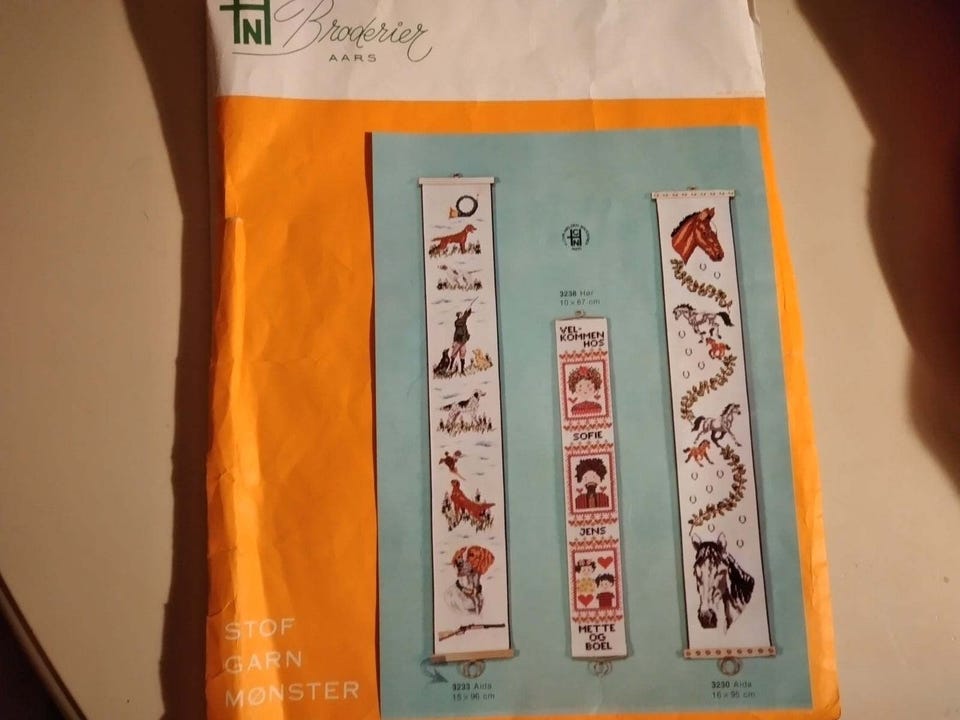 HN Broderier
AARS
3236 Hør
10 × 67 cm
VEL-
KOMMEN
HOS
SOFIE
JENS
METTE
OG
BOEL
STOF
GARN
MØNSTER
3233 Aida
15 × 96 cm
3230 Aida
16 × 95 cm